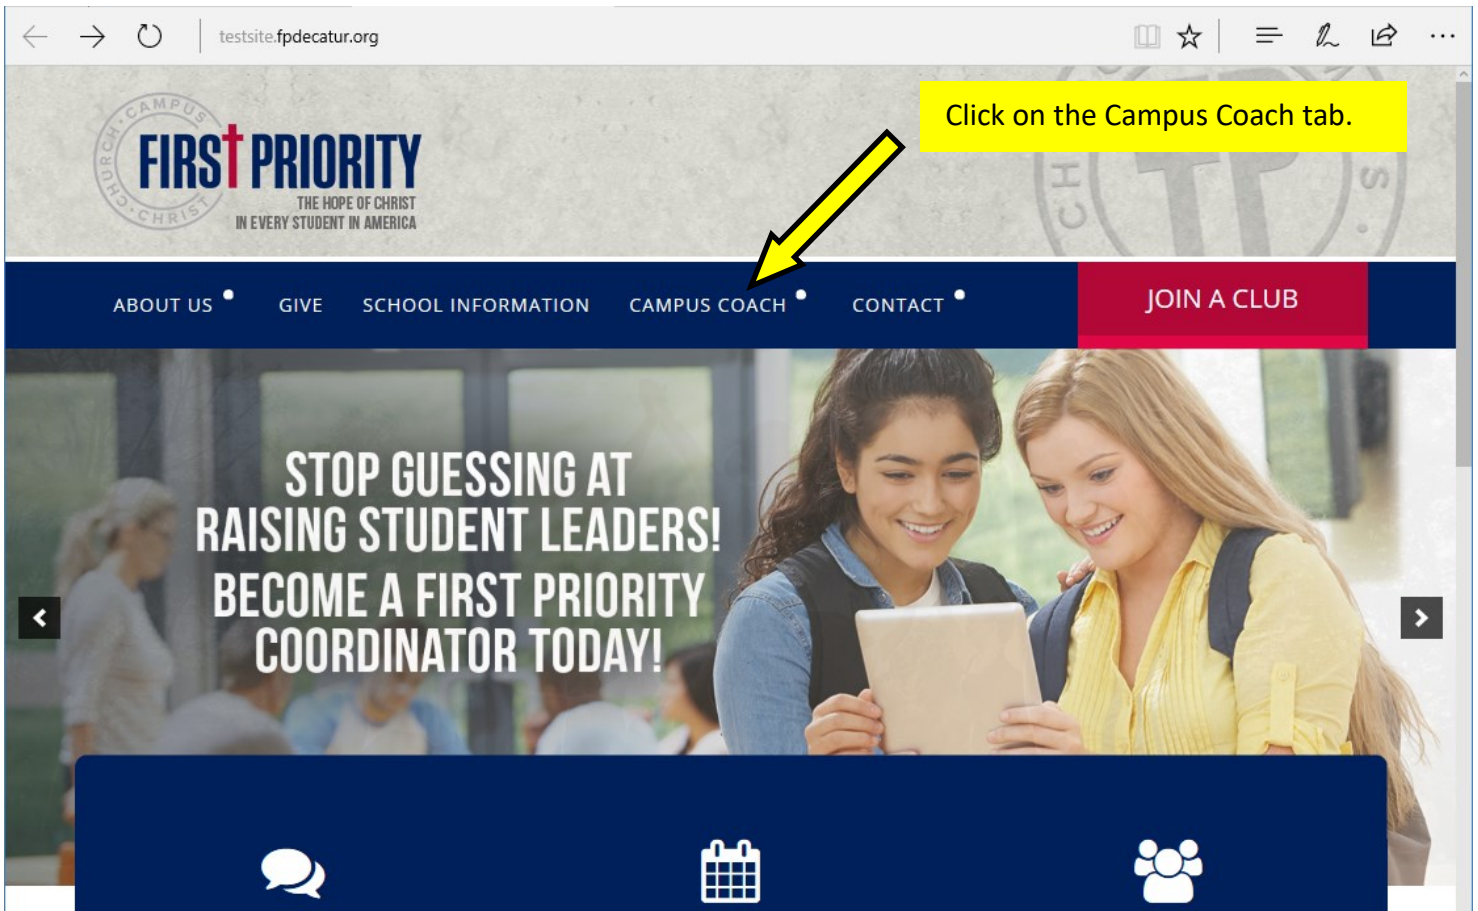 testsite.fpdecatur.org
Click on the Campus Coach tab.
CAMPUS
CHURCH
CHRIST
FIRST PRIORITY
THE HOPE OF CHRIST
IN EVERY STUDENT IN AMERICA
CH
S
ABOUT US
GIVE
SCHOOL INFORMATION
CAMPUS COACH
CONTACT
JOIN A CLUB
STOP GUESSING AT
RAISING STUDENT LEADERS!
BECOME A FIRST PRIORITY
COORDINATOR TODAY!